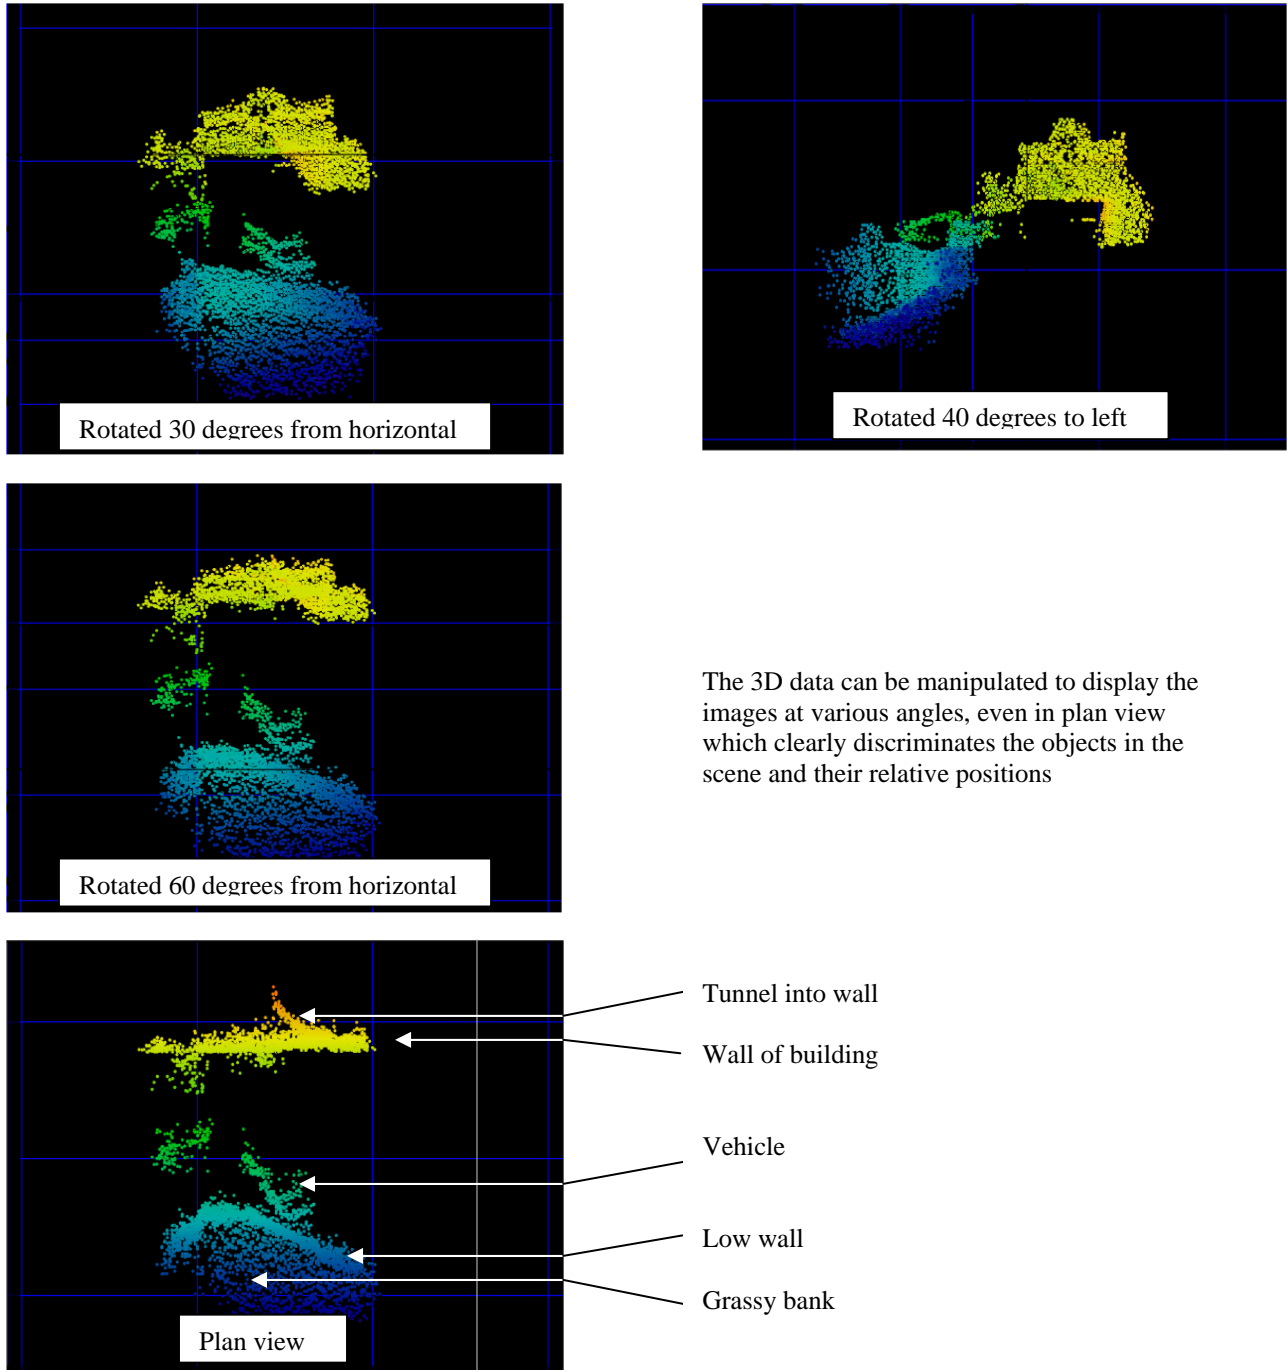 Rotated 30 degrees from horizontal
Rotated 40 degrees to left
Rotated 60 degrees from horizontal
The 3D data can be manipulated to display the
images at various angles, even in plan view
which clearly discriminates the objects in the
scene and their relative positions
Tunnel into wall
Wall of building
Vehicle
Low wall
Grassy bank
Plan view